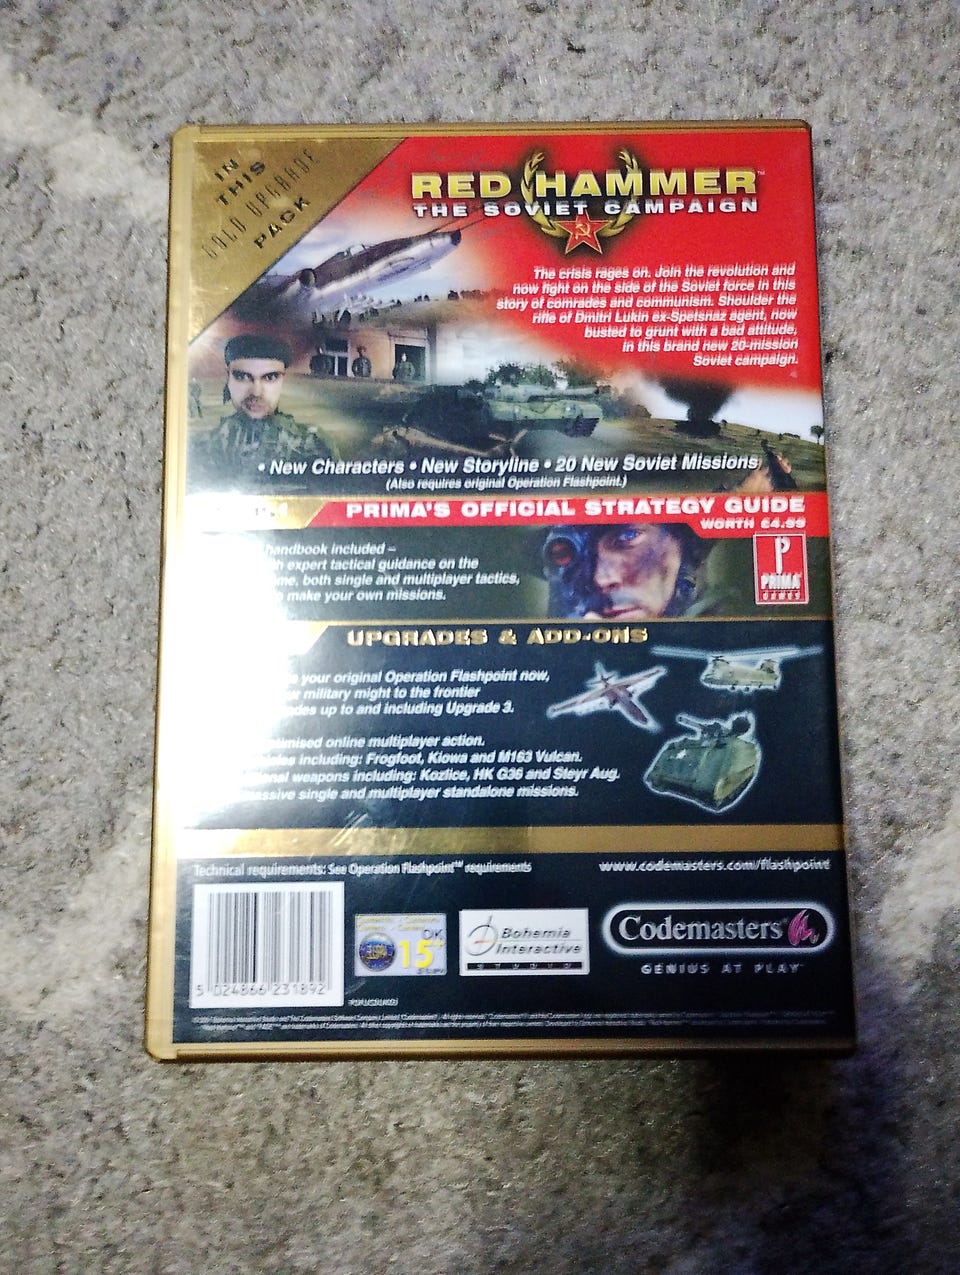 IN
THIS
GOLD UPGRADE
PACK
RED HAMMER™
THE SOVIET CAMPAIGN
The crisis rages on. Join the revolution and
now fight on the side of the Soviet force in this
story of comrades and communism. Shoulder the
rifle of Dmitri Lukin ex-Spetsnaz agent, now
busted to grunt with a bad attitude,
in this brand new 20-mission
Soviet campaign.
• New Characters • New Storyline • 20 New Soviet Missions
(Also requires original Operation Flashpoint.)
PRIMA'S OFFICIAL STRATEGY GUIDE
WORTH £4.99
handbook included –
expert tactical guidance on the
both single and multiplayer tactics,
make your own missions.
PRIMA
GAMES
UPGRADES & ADD-ONS
your original Operation Flashpoint now,
military might to the frontier
up to and including Upgrade 3.
online multiplayer action.
including: Frogfoot, Kiowa and M163 Vulcan.
weapons including: Kozlice, HK G36 and Steyr Aug.
single and multiplayer standalone missions.
Technical requirements: See Operation Flashpoint™ requirements
www.codemasters.com/flashpoint
5 024866 231892
OK
15+
Bohemia
Interactive
STUDIO
Codemasters®
GENIUS AT PLAY™